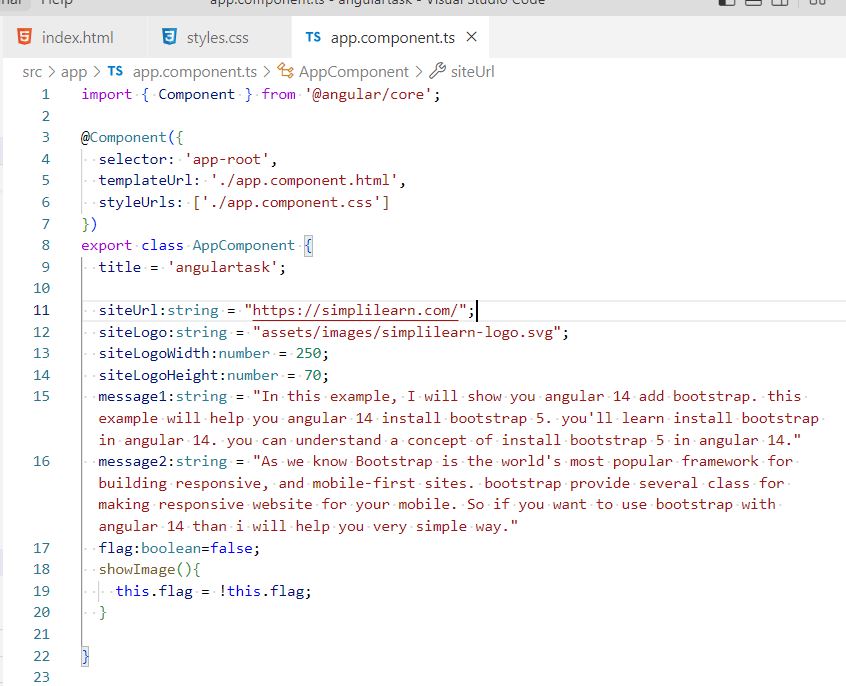 Help
app.component.ts - angulartask - Visual Studio Code
index.html
styles.css
TS app.component.ts
src > app > TS app.component.ts > AppComponent > siteUrl
1 import { Component } from '@angular/core';
2
3 @Component({
4 selector: 'app-root',
5 templateUrl: './app.component.html',
6 styleUrls: ['./app.component.css']
7 })
8 export class AppComponent {
9 title = 'angulartask';
10
11 siteUrl:string = "https://simplilearn.com/";
12 siteLogo:string = "assets/images/simplilearn-logo.svg";
13 siteLogoWidth:number = 250;
14 siteLogoHeight:number = 70;
15 message1:string = "In this example, I will show you angular 14 add bootstrap. this
example will help you angular 14 install bootstrap 5. you'll learn install bootstrap
in angular 14. you can understand a concept of install bootstrap 5 in angular 14."
16 message2:string = "As we know Bootstrap is the world's most popular framework for
building responsive, and mobile-first sites. bootstrap provide several class for
making responsive website for your mobile. So if you want to use bootstrap with
angular 14 than i will help you very simple way."
17 flag:boolean=false;
18 showImage(){
19 this.flag = !this.flag;
20 }
21
22 }
23